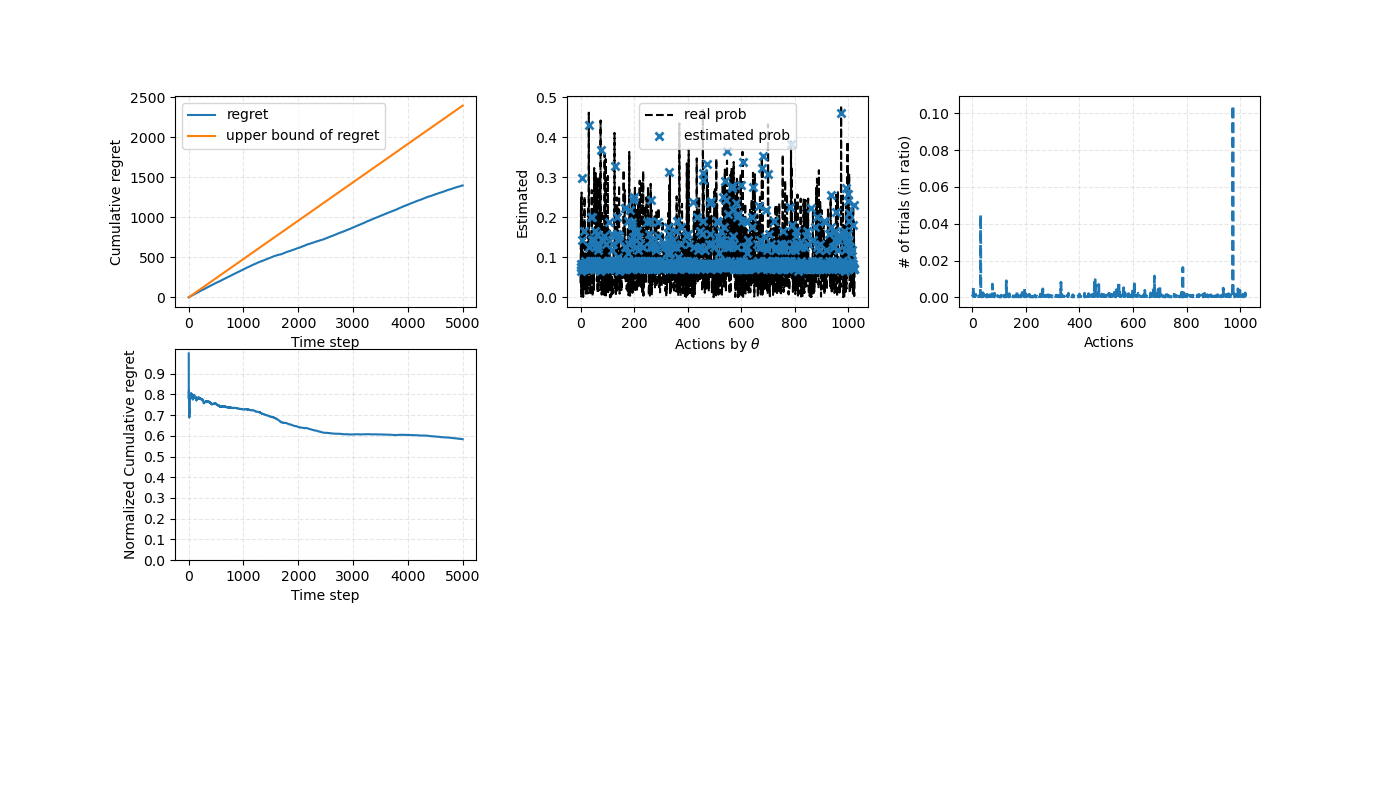 Cumulative regret
2500
2000
1500
1000
500
0
regret
upper bound of regret
0 1000 2000 3000 4000 5000
Time step
Estimated
0.5
0.4
0.3
0.2
0.1
0.0
real prob
estimated prob
0 200 400 600 800 1000
Actions by θ
# of trials (in ratio)
0.10
0.08
0.06
0.04
0.02
0.00
0 200 400 600 800 1000
Actions
Normalized Cumulative regret
0.9
0.8
0.7
0.6
0.5
0.4
0.3
0.2
0.1
0.0
0 1000 2000 3000 4000 5000
Time step